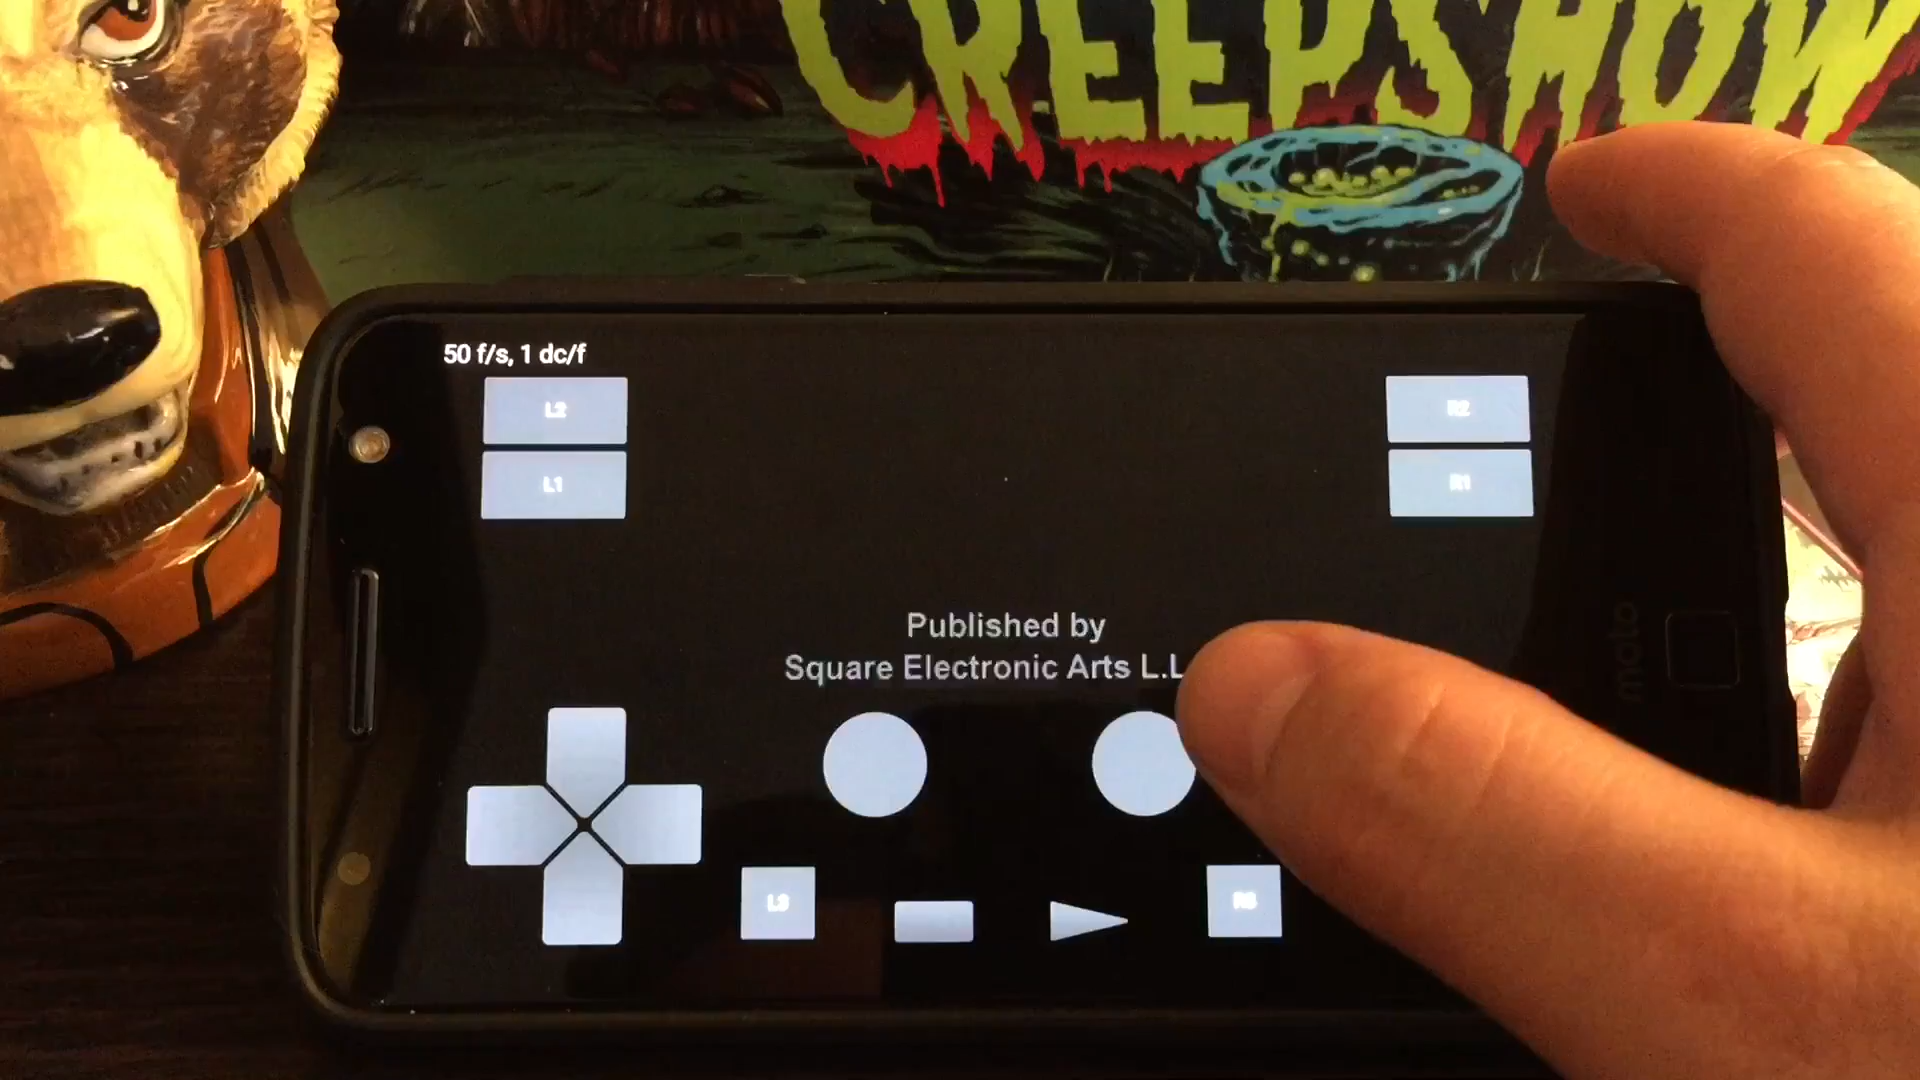 CREEPSHOW
50 f/s, 1 dc/f
L2
R2
L1
R1
Published by
Square Electronic Arts L.L
L3
R3
moto